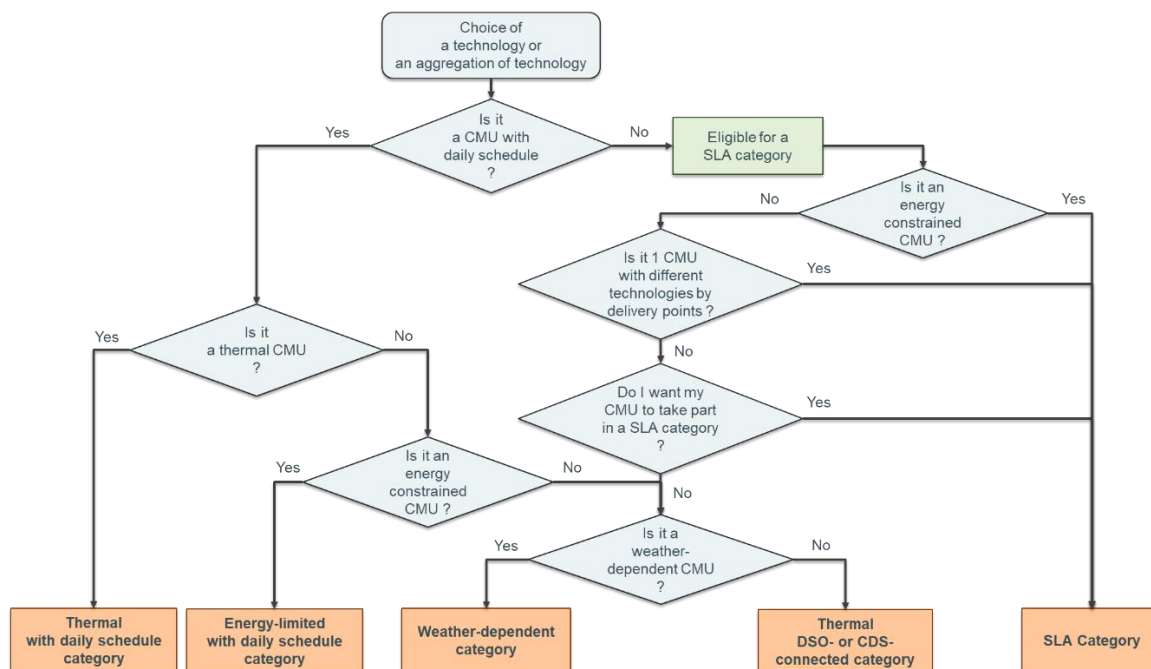 Choice of
a technology or
an aggregation of technology
Is it
a CMU with
daily schedule
?
Yes
No
Eligible for a
SLA category
Is it an
energy
constrained
CMU ?
No
Yes
Is it 1 CMU
with different
technologies by
delivery points ?
Yes
No
Is it
a thermal CMU
?
Yes
No
Do I want my
CMU to take part
in a SLA category
?
Yes
No
Is it an
energy
constrained
CMU ?
Yes
No
Is it a
weather-
dependent CMU
?
Yes
No
Thermal
with daily schedule
category
Energy-limited
with daily schedule
category
Weather-dependent
category
Thermal
DSO- or CDS-
connected category
SLA Category